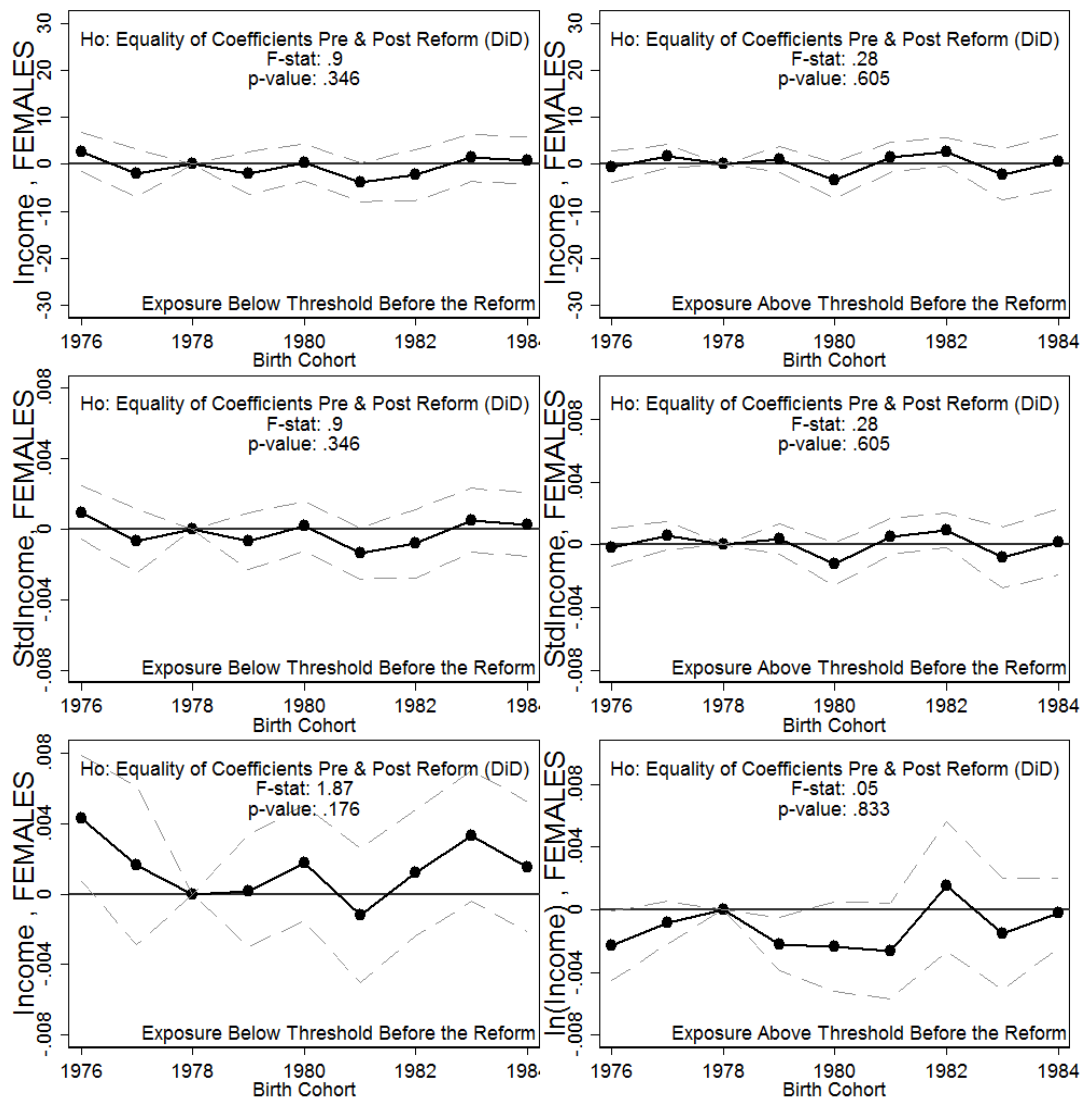 Income , FEMALES
30
20
10
0
-10
-20
-30
Ho: Equality of Coefficients Pre & Post Reform (DiD)
F-stat: .9
p-value: .346
Exposure Below Threshold Before the Reform
1976 1978 1980 1982 1984
Birth Cohort
Income , FEMALES
30
20
10
0
-10
-20
-30
Ho: Equality of Coefficients Pre & Post Reform (DiD)
F-stat: .28
p-value: .605
Exposure Above Threshold Before the Reform
1976 1978 1980 1982 1984
Birth Cohort
StdIncome, FEMALES
.008
.004
0
-.004
-.008
Ho: Equality of Coefficients Pre & Post Reform (DiD)
F-stat: .9
p-value: .346
Exposure Below Threshold Before the Reform
1976 1978 1980 1982 1984
Birth Cohort
StdIncome, FEMALES
.008
.004
0
-.004
-.008
Ho: Equality of Coefficients Pre & Post Reform (DiD)
F-stat: .28
p-value: .605
Exposure Above Threshold Before the Reform
1976 1978 1980 1982 1984
Birth Cohort
Income , FEMALES
.008
.004
0
-.004
-.008
Ho: Equality of Coefficients Pre & Post Reform (DiD)
F-stat: 1.87
p-value: .176
Exposure Below Threshold Before the Reform
1976 1978 1980 1982 1984
Birth Cohort
ln(Income) , FEMALES
.008
.004
0
-.004
-.008
Ho: Equality of Coefficients Pre & Post Reform (DiD)
F-stat: .05
p-value: .833
Exposure Above Threshold Before the Reform
1976 1978 1980 1982 1984
Birth Cohort